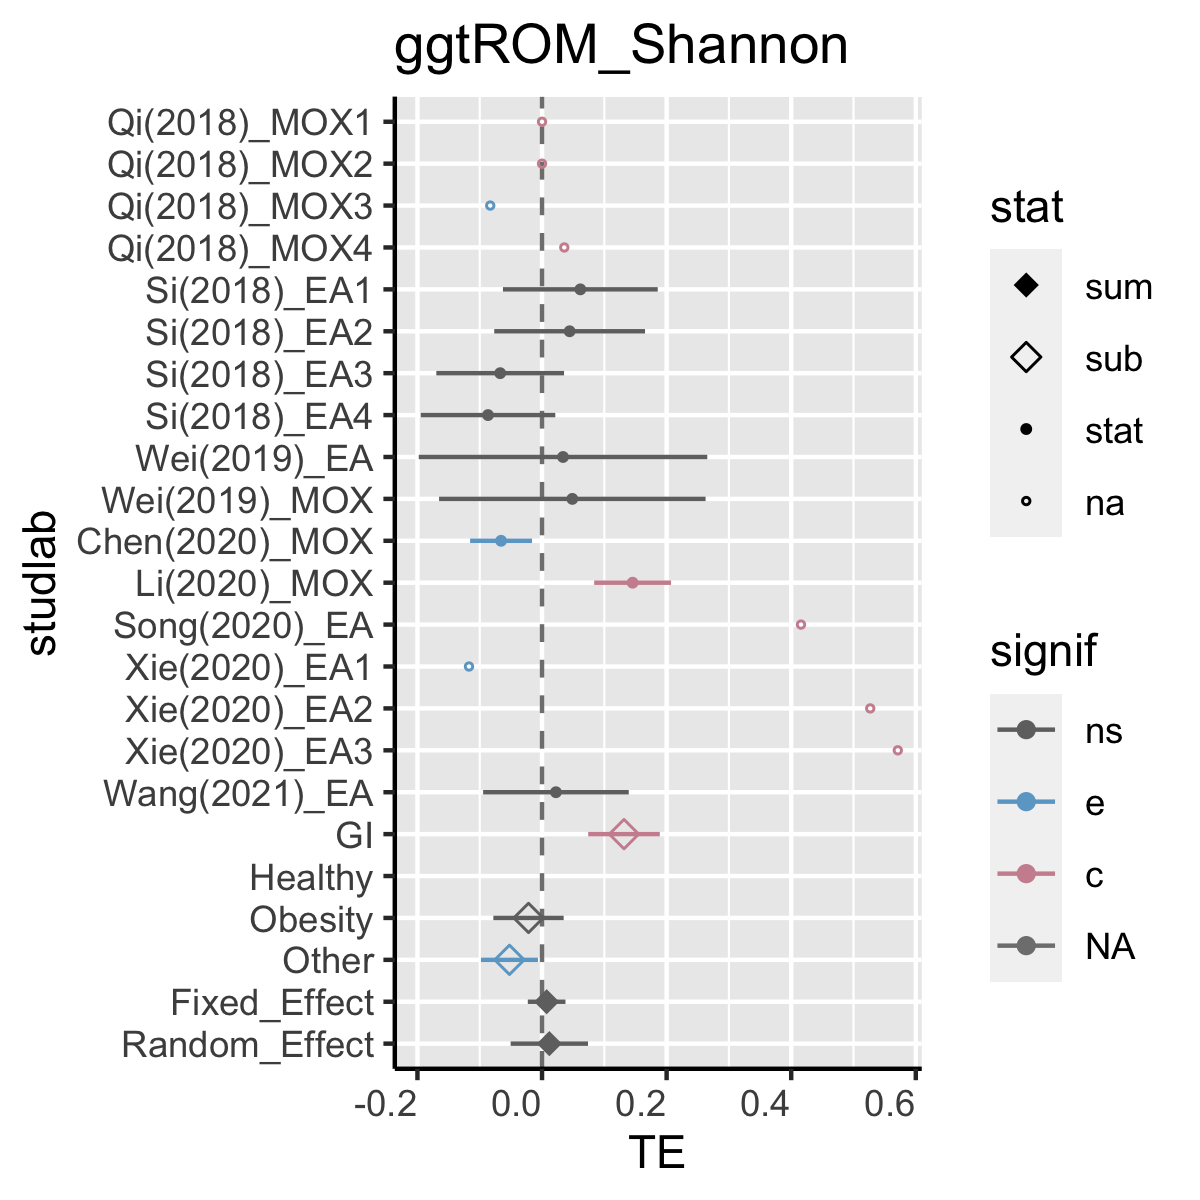 ggtROM_Shannon
studlab
Qi(2018)_MOX1
Qi(2018)_MOX2
Qi(2018)_MOX3
Qi(2018)_MOX4
Si(2018)_EA1
Si(2018)_EA2
Si(2018)_EA3
Si(2018)_EA4
Wei(2019)_EA
Wei(2019)_MOX
Chen(2020)_MOX
Li(2020)_MOX
Song(2020)_EA
Xie(2020)_EA1
Xie(2020)_EA2
Xie(2020)_EA3
Wang(2021)_EA
GI
Healthy
Obesity
Other
Fixed_Effect
Random_Effect
-0.2 0.0 0.2 0.4 0.6
TE
stat
sum
sub
stat
na
signif
ns
e
c
NA